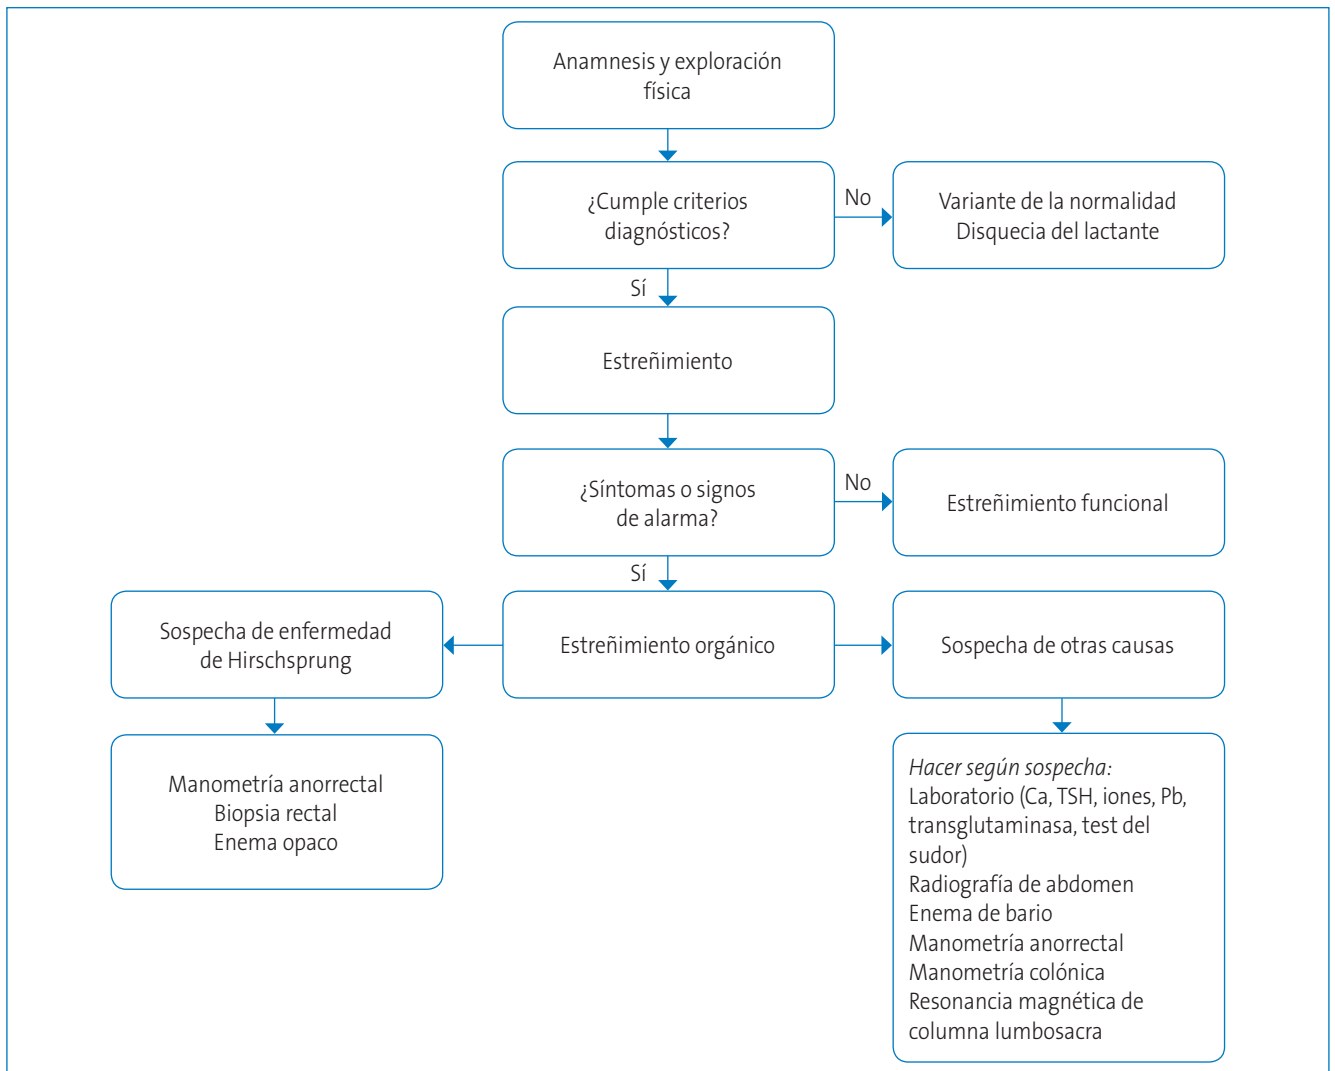 Anamnesis y exploración
física
¿Cumple criterios
diagnósticos?
No
Variante de la normalidad
Disquecia del lactante
Sí
Estreñimiento
¿Síntomas o signos
de alarma?
No
Estreñimiento funcional
Sí
Sospecha de enfermedad
de Hirschsprung
Estreñimiento orgánico
Sospecha de otras causas
Manometría anorrectal
Biopsia rectal
Enema opaco
Hacer según sospecha:
Laboratorio (Ca, TSH, iones, Pb,
transglutaminasa, test del
sudor)
Radiografía de abdomen
Enema de bario
Manometría anorrectal
Manometría colónica
Resonancia magnética de
columna lumbosacra